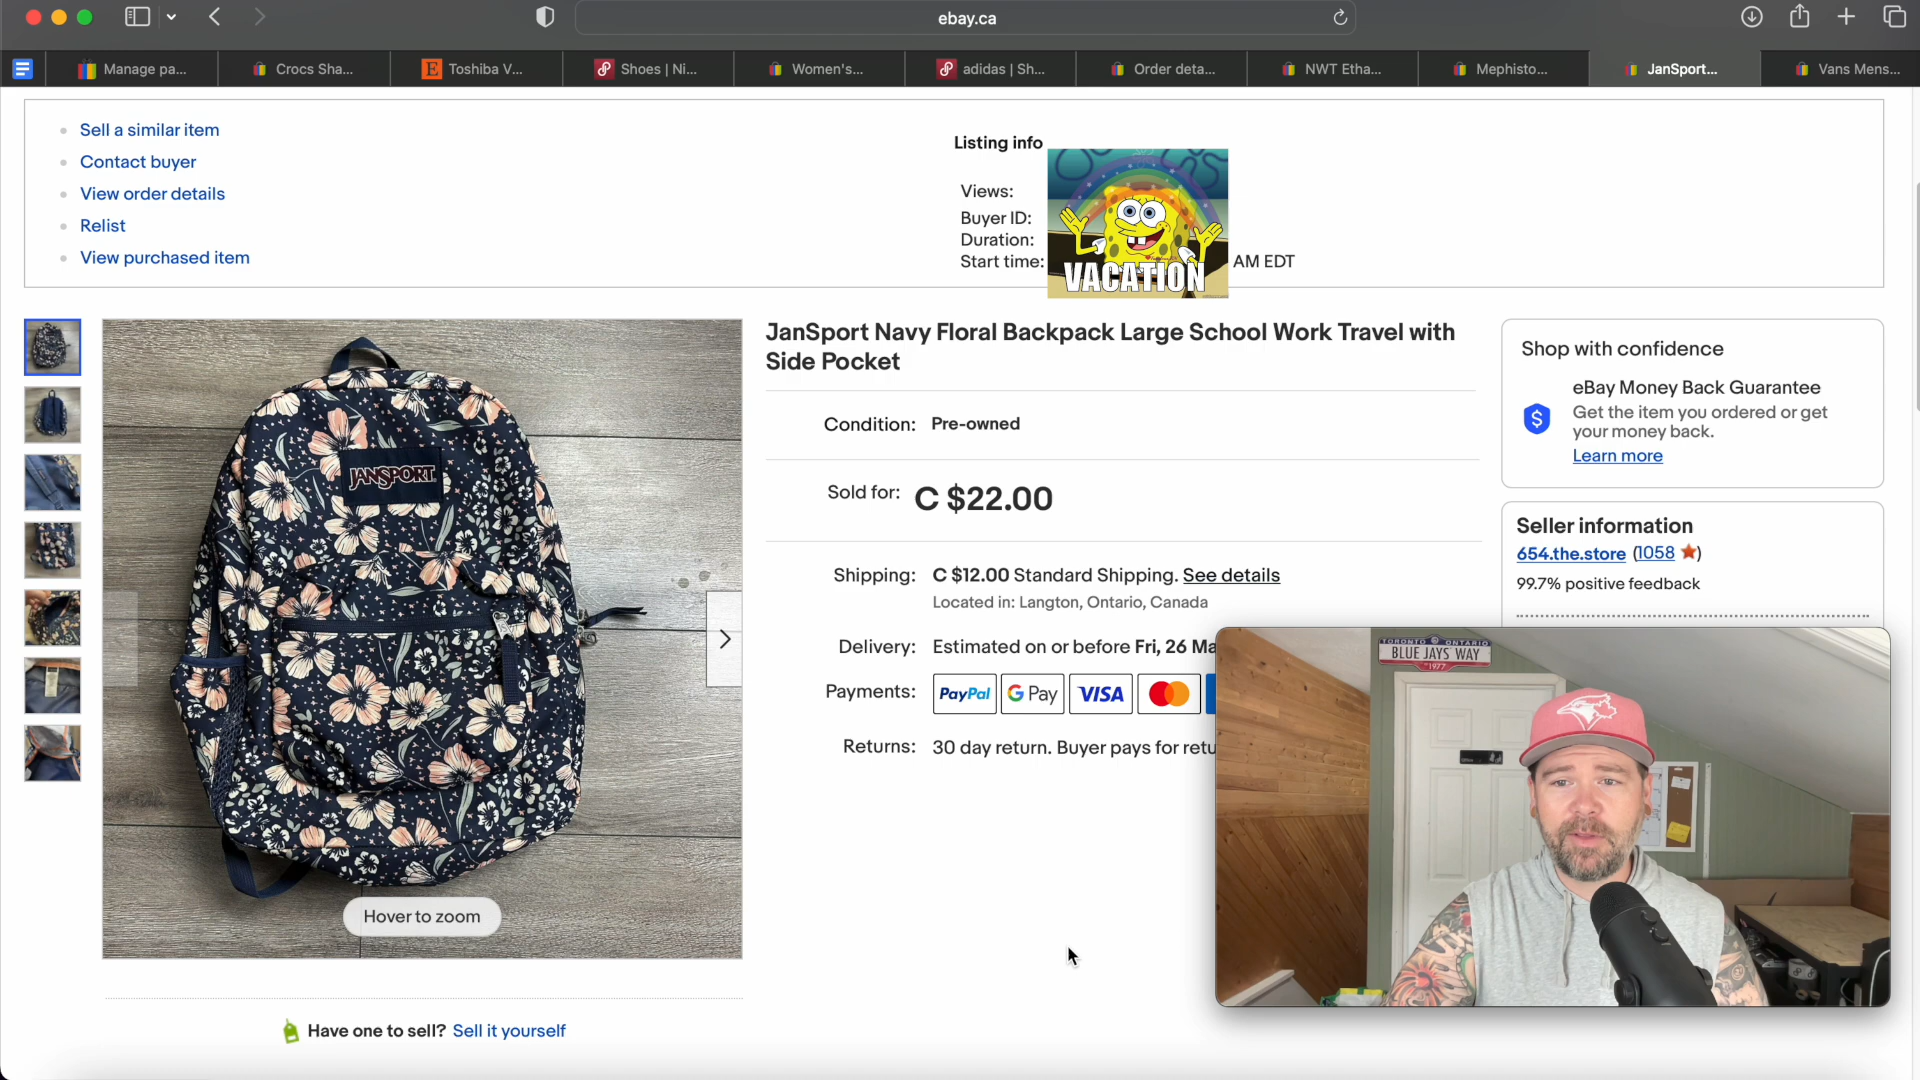 ebay.ca
Manage pa...
Crocs Sha...
Toshiba V...
Shoes | Ni...
Women's...
adidas | Sh...
Order deta...
NWT Etha...
Mephisto...
JanSport...
Vans Mens...
Sell a similar item
Contact buyer
View order details
Relist
View purchased item
Listing info
Views:
Buyer ID:
Duration:
Start time:
AM EDT
VACATION
JanSport Navy Floral Backpack Large School Work Travel with
Side Pocket
Condition: Pre-owned
Sold for: C $22.00
Shipping: C $12.00 Standard Shipping. See details
Located in: Langton, Ontario, Canada
Delivery: Estimated on or before Fri, 26 Ma
Payments: PayPal G Pay VISA
Returns: 30 day return. Buyer pays for retu
JANSPORT
Hover to zoom
Have one to sell? Sell it yourself
Shop with confidence
eBay Money Back Guarantee
Get the item you ordered or get
your money back.
Learn more
Seller information
654.the.store (1058)
99.7% positive feedback
TORONTO ONTARIO
BLUE JAYS WAY
1977